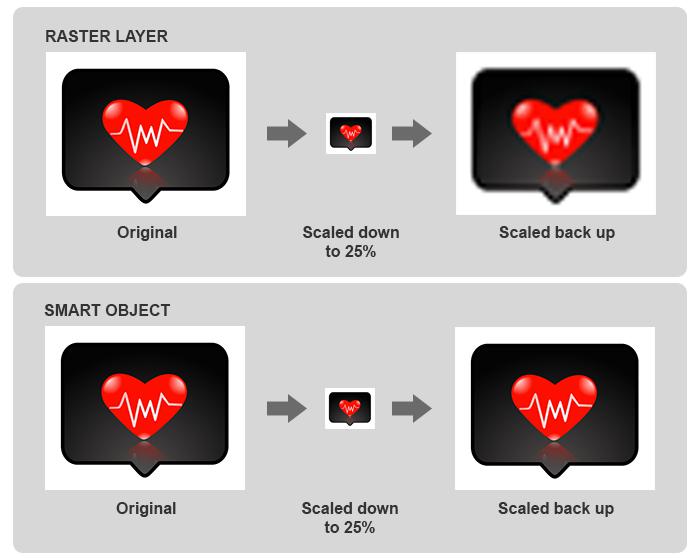 RASTER LAYER
Original
Scaled down
to 25%
Scaled back up
SMART OBJECT
Original
Scaled down
to 25%
Scaled back up